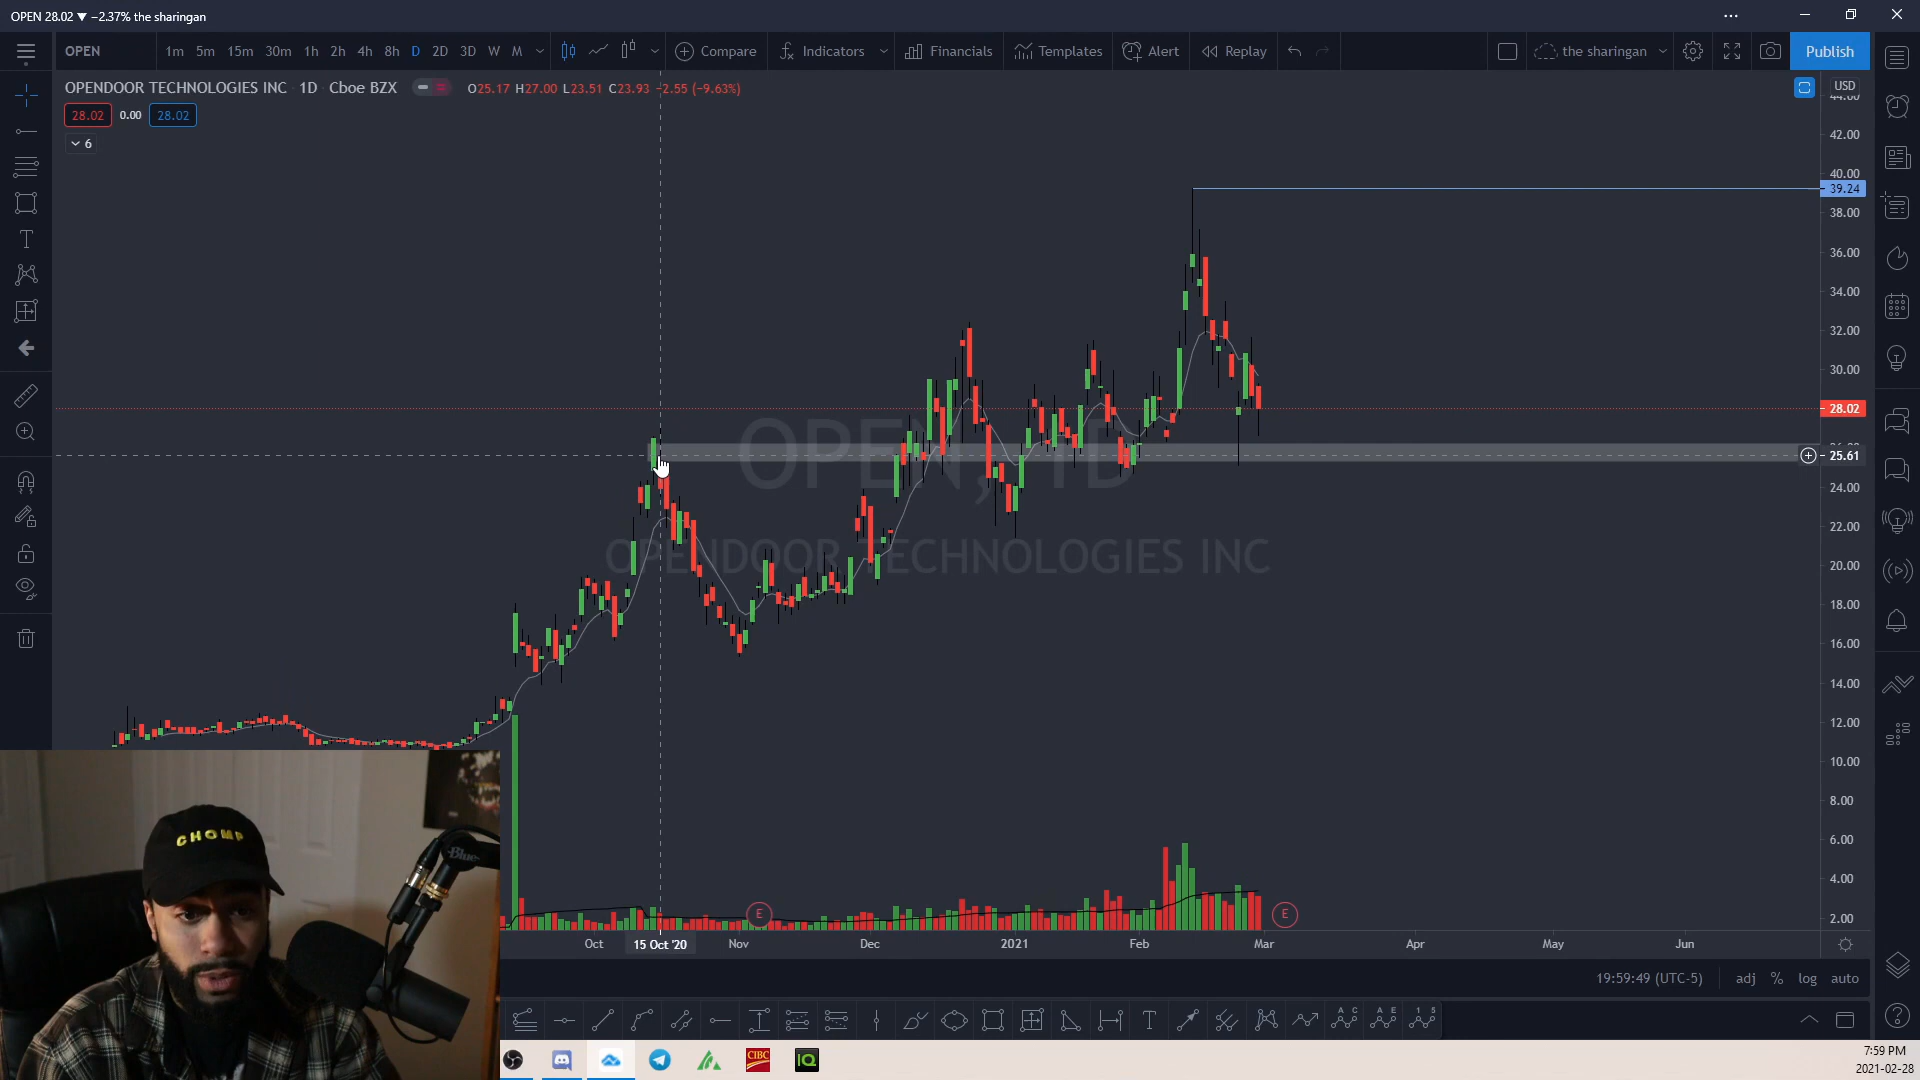 OPEN 28.02 ▼ −2.37% the sharingan
OPEN 1m 5m 15m 30m 1h 2h 4h 8h D 2D 3D W M Compare Indicators Financials Templates Alert Replay the sharingan Publish
OPENDOOR TECHNOLOGIES INC 1D Cboe BZX O25.17 H27.00 L23.51 C23.93 −2.55 (−9.63%)
USD
28.02 0.00 28.02
6
44.00
42.00
40.00
39.24
38.00
36.00
34.00
32.00
30.00
28.02
25.61
24.00
22.00
20.00
18.00
16.00
14.00
12.00
10.00
8.00
6.00
4.00
2.00
OPEN, 1D
OPENDOOR TECHNOLOGIES INC
CHOMP
Blue
E E
Oct 15 Oct '20 Nov Dec 2021 Feb Mar Apr May Jun
19:59:49 (UTC-5) adj % log auto
CIBC IQ
7:59 PM
2021-02-28